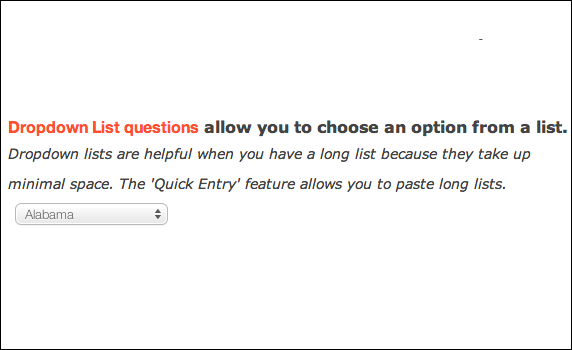 -
Dropdown List questions allow you to choose an option from a list.
Dropdown lists are helpful when you have a long list because they take up
minimal space. The 'Quick Entry' feature allows you to paste long lists.
Alabama